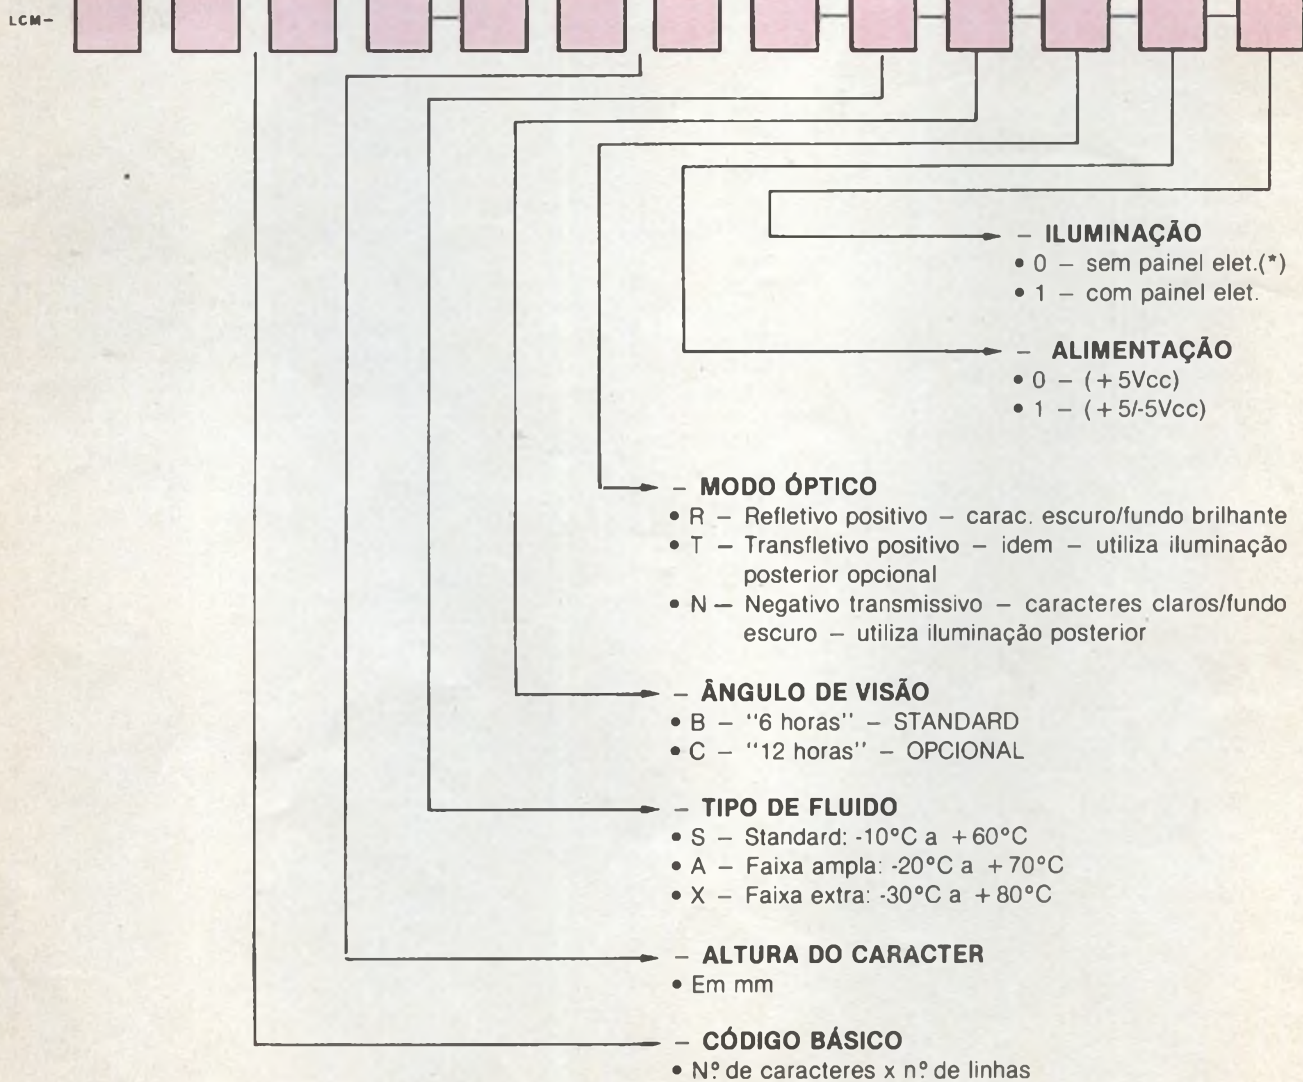 LCM-
– ILUMINAÇÃO
• 0 – sem painel elet.(*)
• 1 – com painel elet.
– ALIMENTAÇÃO
• 0 – (+5Vcc)
• 1 – (+5/-5Vcc)
– MODO ÓPTICO
• R – Refletivo positivo – carac. escuro/fundo brilhante
• T – Transfletivo positivo – idem – utiliza iluminação
posterior opcional
• N – Negativo transmissivo – caracteres claros/fundo
escuro – utiliza iluminação posterior
– ÂNGULO DE VISÃO
• B – ‘‘6 horas’’ – STANDARD
• C – ‘‘12 horas’’ – OPCIONAL
– TIPO DE FLUIDO
• S – Standard: -10°C a +60°C
• A – Faixa ampla: -20°C a +70°C
• X – Faixa extra: -30°C a +80°C
– ALTURA DO CARACTER
• Em mm
– CÓDIGO BÁSICO
• Nº de caracteres x nº de linhas